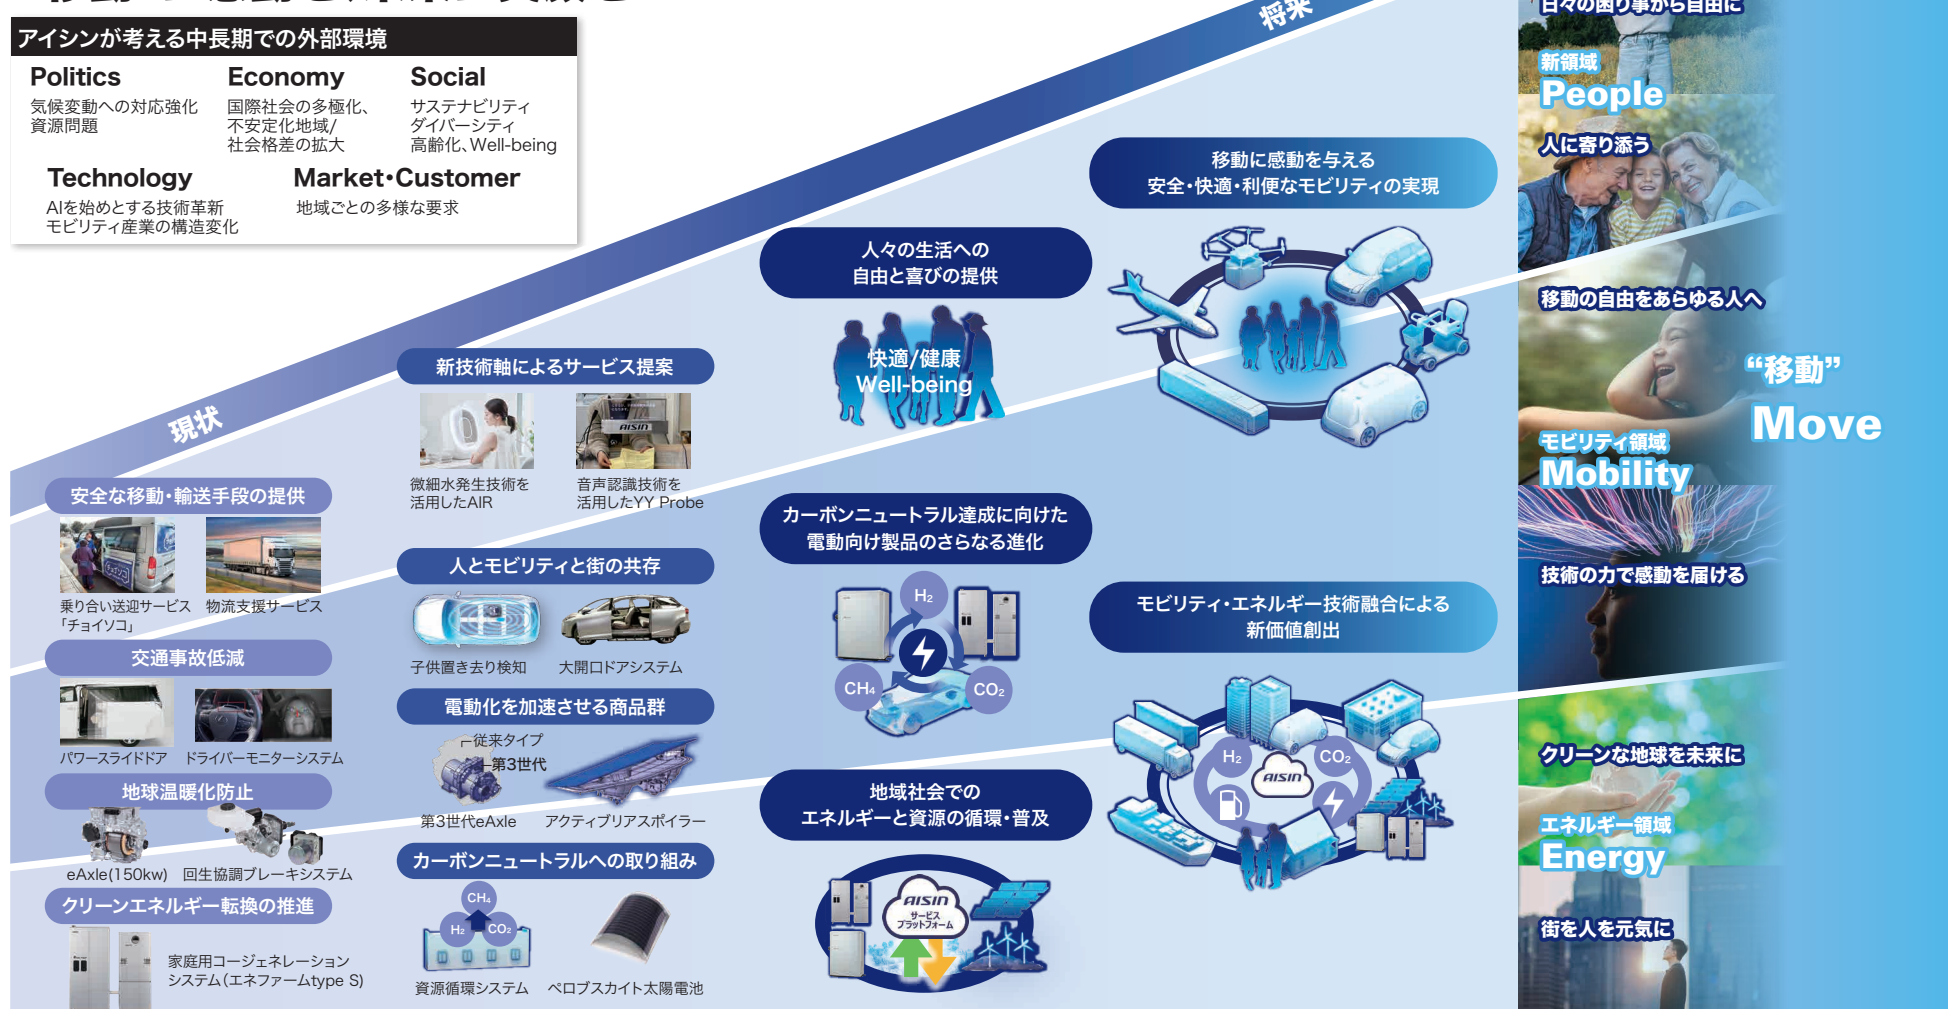 アイシンが考える中長期での外部環境
Politics
気候変動への対応強化
資源問題
Economy
国際社会の多極化、
不安定化地域/
社会格差の拡大
Social
サステナビリティ
ダイバーシティ
高齢化、Well-being
Technology
AIを始めとする技術革新
モビリティ産業の構造変化
Market・Customer
地域ごとの多様な要求
現状
将来
安全な移動・輸送手段の提供
乗り合い送迎サービス
「チョイソコ」
物流支援サービス
交通事故低減
パワースライドドア
ドライバーモニターシステム
地球温暖化防止
eAxle(150kw)
回生協調ブレーキシステム
クリーンエネルギー転換の推進
家庭用コージェネレーション
システム(エネファームtype S)
新技術軸によるサービス提案
AISIN
微細水発生技術を
活用したAIR
音声認識技術を
活用したYY Probe
人とモビリティと街の共存
子供置き去り検知
大開口ドアシステム
電動化を加速させる商品群
従来タイプ
第3世代
第3世代eAxle
アクティブリアスポイラー
カーボンニュートラルへの取り組み
CH₄
H₂
CO₂
資源循環システム
ペロブスカイト太陽電池
人々の生活への
自由と喜びの提供
快適/健康
Well-being
カーボンニュートラル達成に向けた
電動向け製品のさらなる進化
H₂
CH₄
CO₂
地域社会での
エネルギーと資源の循環・普及
AISIN
サービス
プラットフォーム
移動に感動を与える
安全・快適・利便なモビリティの実現
モビリティ・エネルギー技術融合による
新価値創出
H₂
CO₂
AISIN
日々の困り事から自由に
新領域
People
人に寄り添う
移動の自由をあらゆる人へ
“移動”
Move
モビリティ領域
Mobility
技術の力で感動を届ける
クリーンな地球を未来に
エネルギー領域
Energy
街を人を元気に